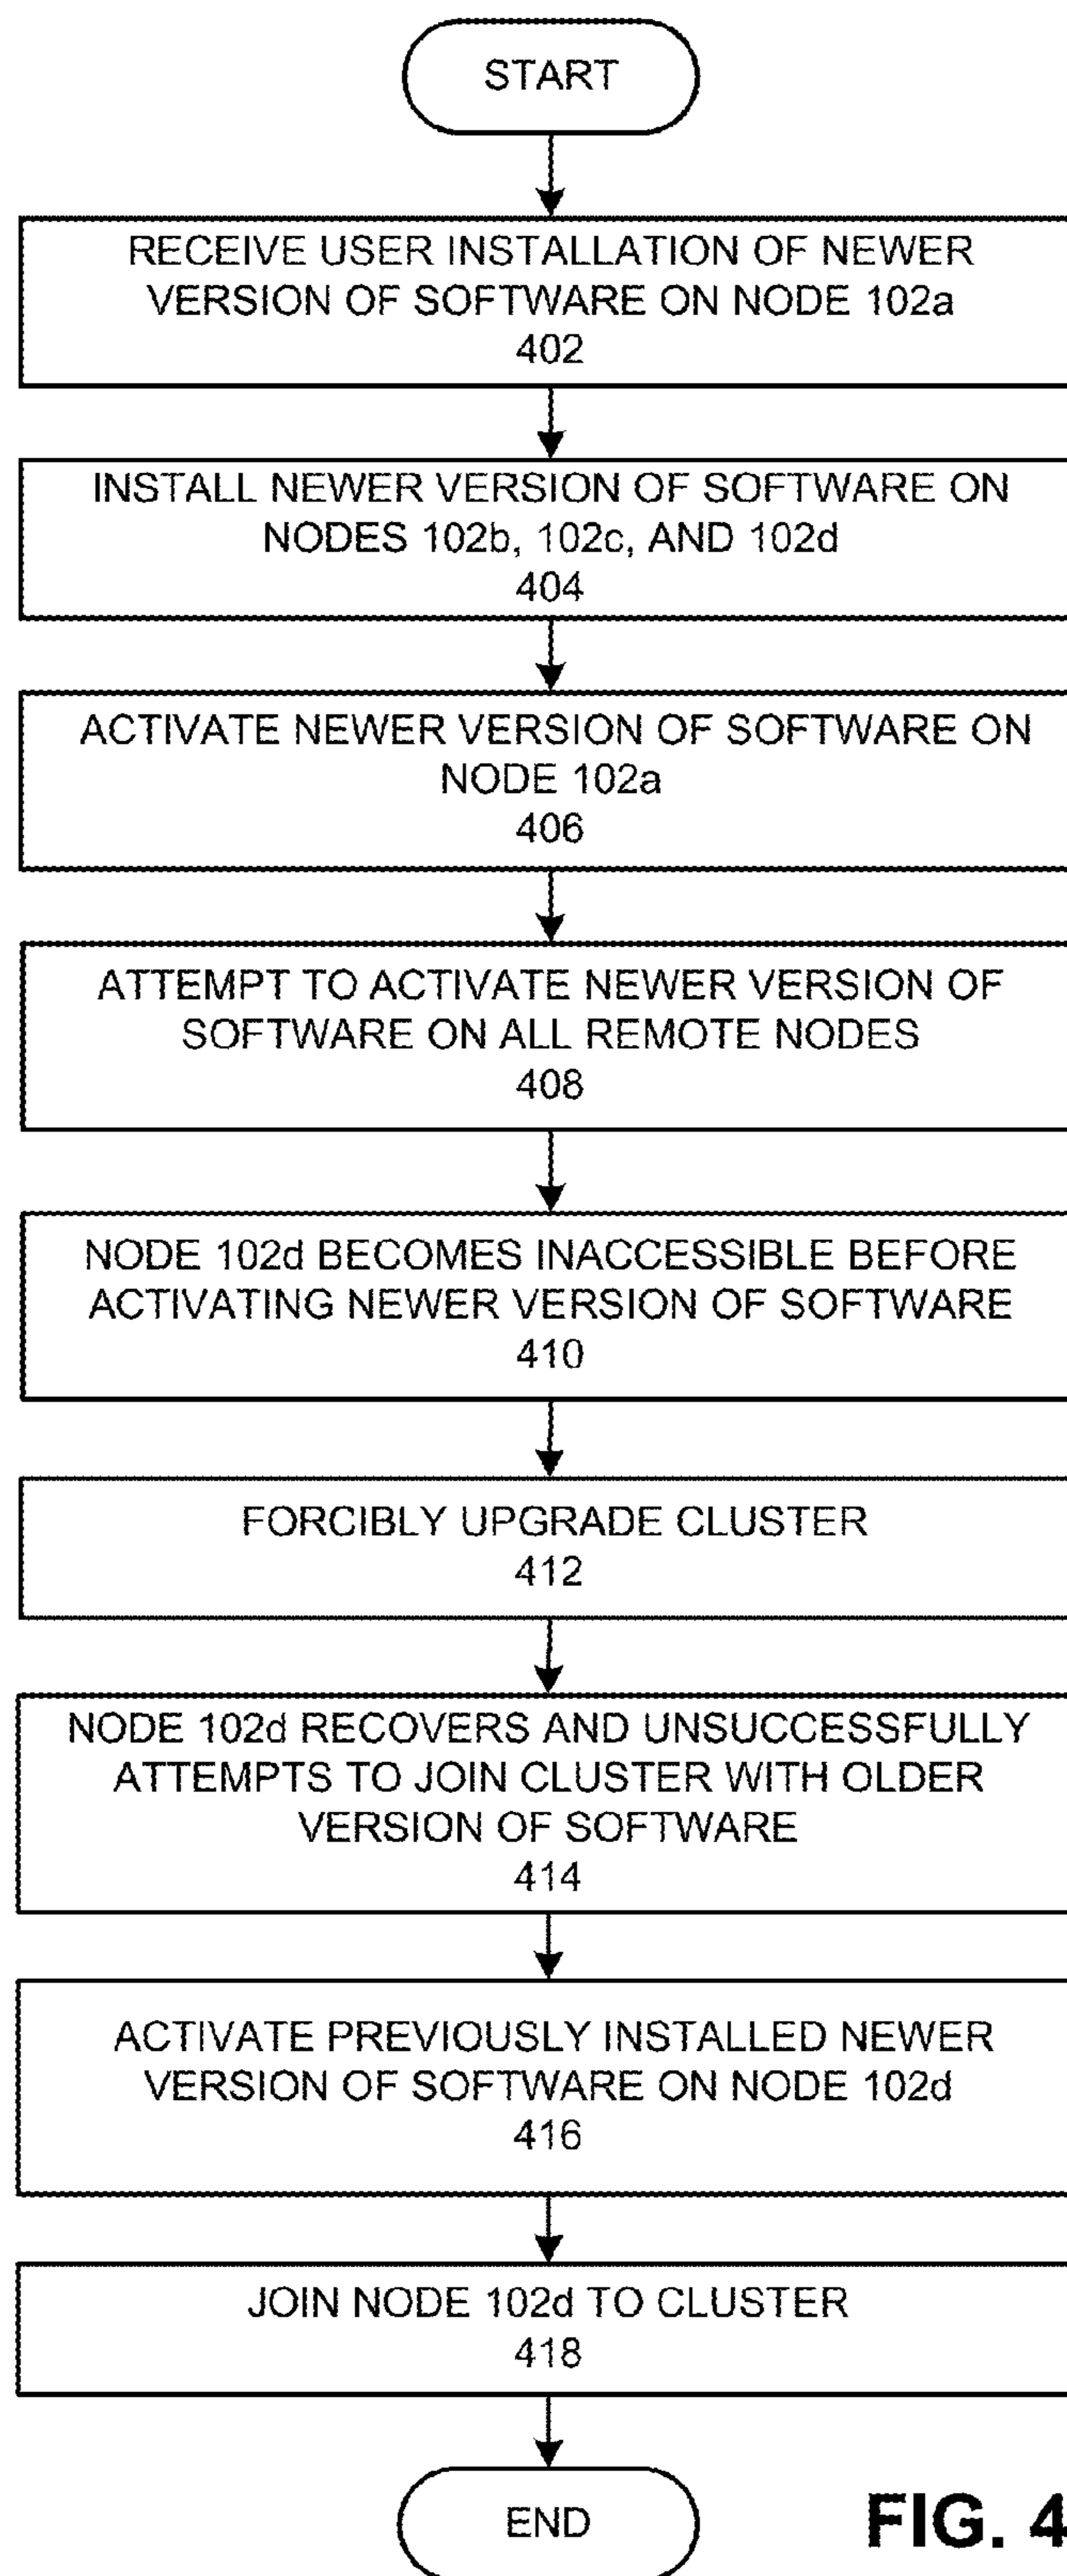 START
RECEIVE USER INSTALLATION OF NEWER
VERSION OF SOFTWARE ON NODE 102a
402
INSTALL NEWER VERSION OF SOFTWARE ON
NODES 102b, 102c, AND 102d
404
ACTIVATE NEWER VERSION OF SOFTWARE ON
NODE 102a
406
ATTEMPT TO ACTIVATE NEWER VERSION OF
SOFTWARE ON ALL REMOTE NODES
408
NODE 102d BECOMES INACCESSIBLE BEFORE
ACTIVATING NEWER VERSION OF SOFTWARE
410
FORCIBLY UPGRADE CLUSTER
412
NODE 102d RECOVERS AND UNSUCCESSFULLY
ATTEMPTS TO JOIN CLUSTER WITH OLDER
VERSION OF SOFTWARE
414
ACTIVATE PREVIOUSLY INSTALLED NEWER
VERSION OF SOFTWARE ON NODE 102d
416
JOIN NODE 102d TO CLUSTER
418
END
FIG. 4